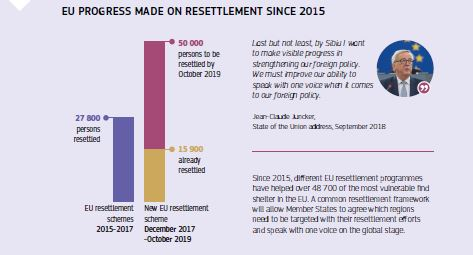 EU PROGRESS MADE ON RESETTLEMENT SINCE 2015
50 000
persons to be
resettled by
October 2019
27 800
persons
resettled
15 900
already
resettled
EU resettlement
schemes
2015-2017
New EU resettlement
scheme
December 2017
-October 2019
Last but not least, by Sibiu I want
to make visible progress in
strengthening our foreign policy.
We must improve our ability to
speak with one voice when it comes
to our foreign policy.
Jean-Claude Juncker,
State of the Union address, September 2018
Since 2015, different EU resettlement programmes
have helped over 48 700 of the most vulnerable find
shelter in the EU. A common resettlement framework
will allow Member States to agree which regions
need to be targeted with their resettlement efforts
and speak with one voice on the global stage.